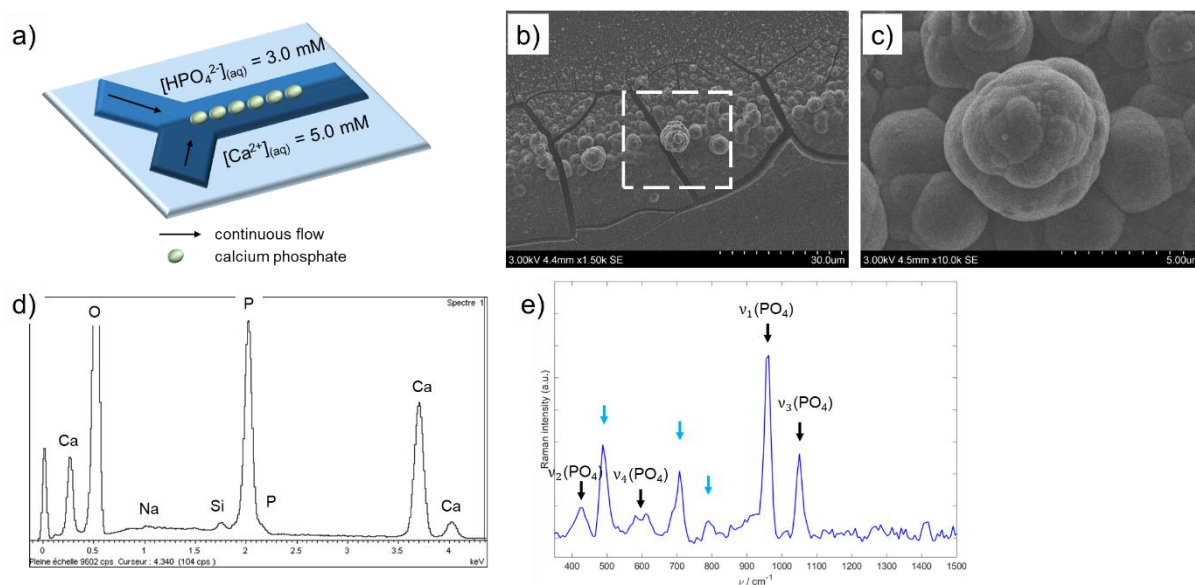 a)
[HPO₄²⁻](aq) = 3.0 mM
[Ca²⁺](aq) = 5.0 mM
continuous flow
calcium phosphate
b)
3.00kV 4.4mm x1.50k SE
30.0um
c)
3.00kV 4.5mm x10.0k SE
5.00um
d)
Spectre 1
O
P
Ca
Ca
Na
Si
P
Ca
0 0.5 1 1.5 2 2.5 3 3.5 4
Pleine échelle 9602 cps Curseur : 4.340 (104 cps)
keV
e)
ν₁(PO₄)
ν₃(PO₄)
ν₂(PO₄)
ν₄(PO₄)
Raman intensity (a.u.)
400 500 600 700 800 900 1000 1100 1200 1300 1400 1500
ν / cm⁻¹